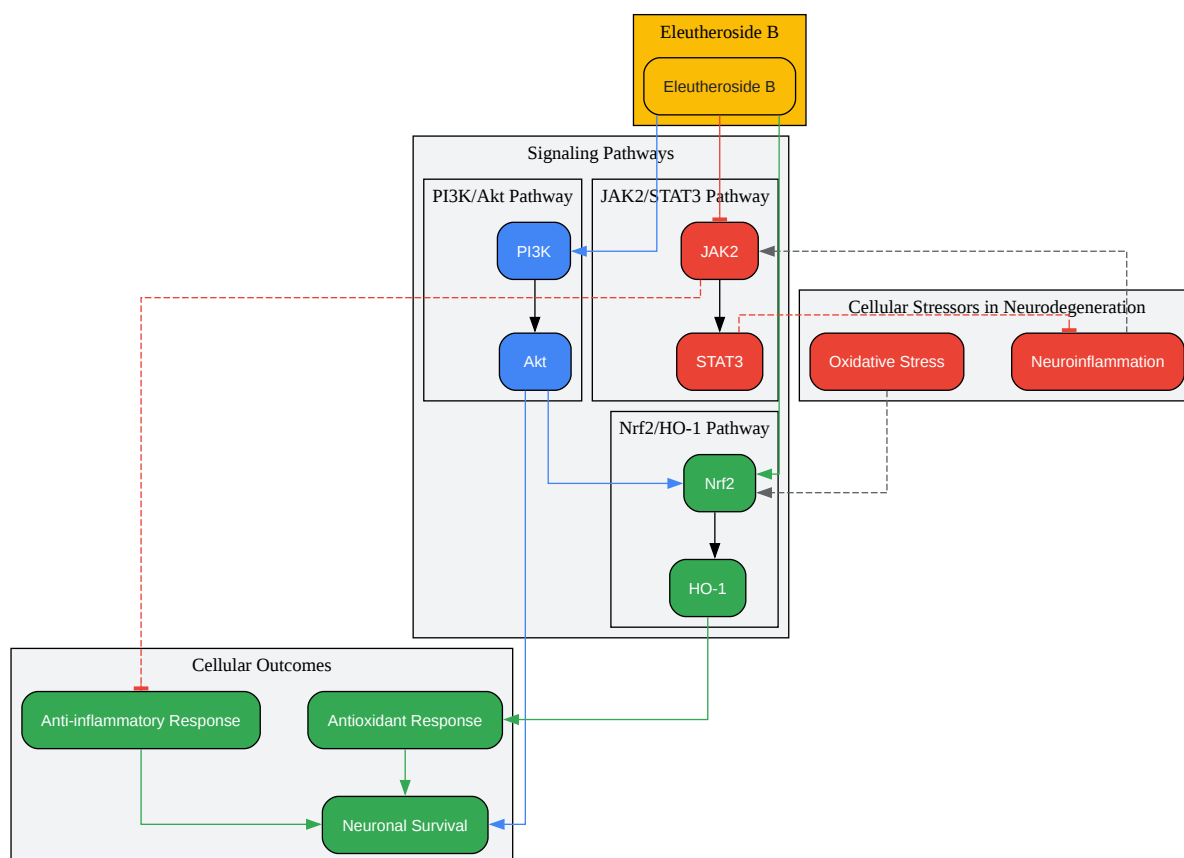 Eleutheroside B
Eleutheroside B
Signaling Pathways
PI3K/Akt Pathway
JAK2/STAT3 Pathway
PI3K
JAK2
Cellular Stressors in Neurodegeneration
Akt
STAT3
Oxidative Stress
Neuroinflammation
Nrf2/HO-1 Pathway
Nrf2
HO-1
Cellular Outcomes
Anti-inflammatory Response
Antioxidant Response
Neuronal Survival